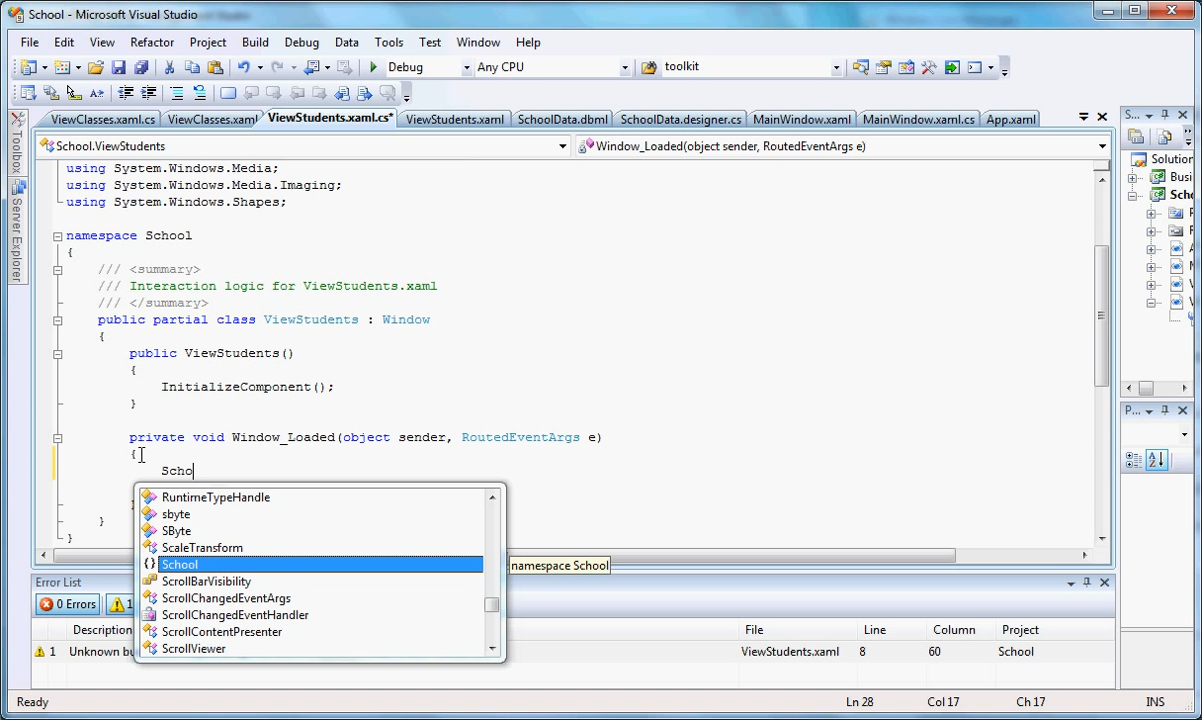 School - Microsoft Visual Studio
File Edit View Refactor Project Build Debug Data Tools Test Window Help
Debug Any CPU toolkit
ViewClasses.xaml.cs ViewClasses.xaml ViewStudents.xaml.cs* ViewStudents.xaml SchoolData.dbml SchoolData.designer.cs MainWindow.xaml MainWindow.xaml.cs App.xaml
S...
School.ViewStudents Window_Loaded(object sender, RoutedEventArgs e)
Toolbox
Server Explorer
using System.Windows.Media;
using System.Windows.Media.Imaging;
using System.Windows.Shapes;
namespace School
{
/// <summary>
/// Interaction logic for ViewStudents.xaml
/// </summary>
public partial class ViewStudents : Window
{
public ViewStudents()
{
InitializeComponent();
}
private void Window_Loaded(object sender, RoutedEventArgs e)
{
Scho
}
}
RuntimeTypeHandle
sbyte
SByte
ScaleTransform
{} School
ScrollBarVisibility
ScrollChangedEventArgs
ScrollChangedEventHandler
ScrollContentPresenter
ScrollViewer
namespace School
Solutio
Busi
Scho
P...
Error List
0 Errors 1
Description File Line Column Project
1 Unknown bu ViewStudents.xaml 8 60 School
Ready Ln 28 Col 17 Ch 17 INS